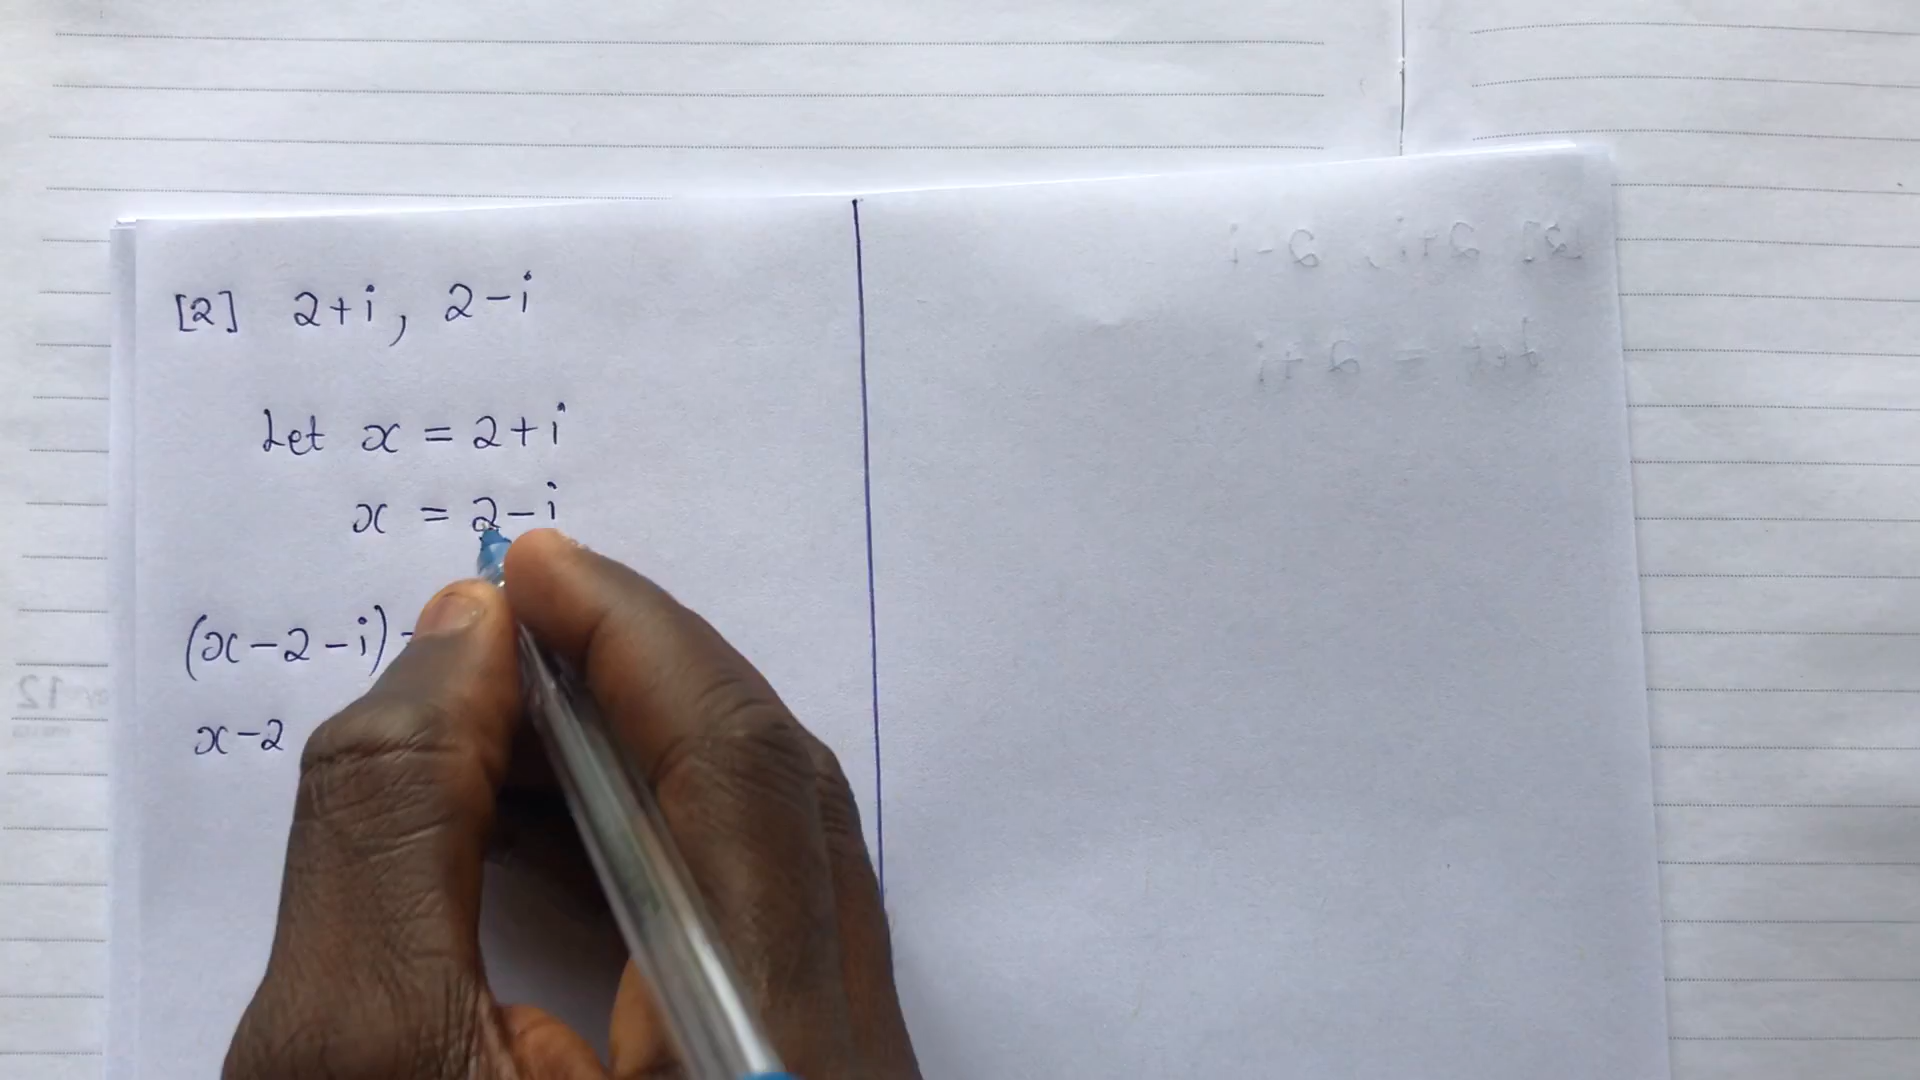 [2] 2+i, 2-i
Let x = 2+i
x = 2-i
(x-2-i)
x-2